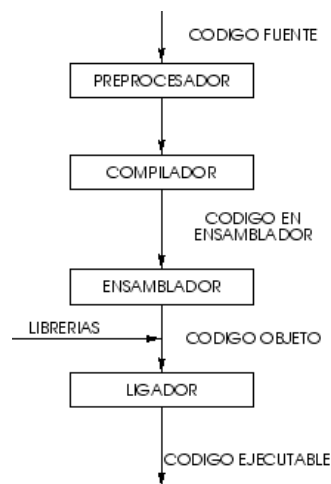 CODIGO FUENTE
PREPROCESADOR
COMPILADOR
CODIGO EN
ENSAMBLADOR
ENSAMBLADOR
LIBRERIAS
CODIGO OBJETO
LIGADOR
CODIGO EJECUTABLE